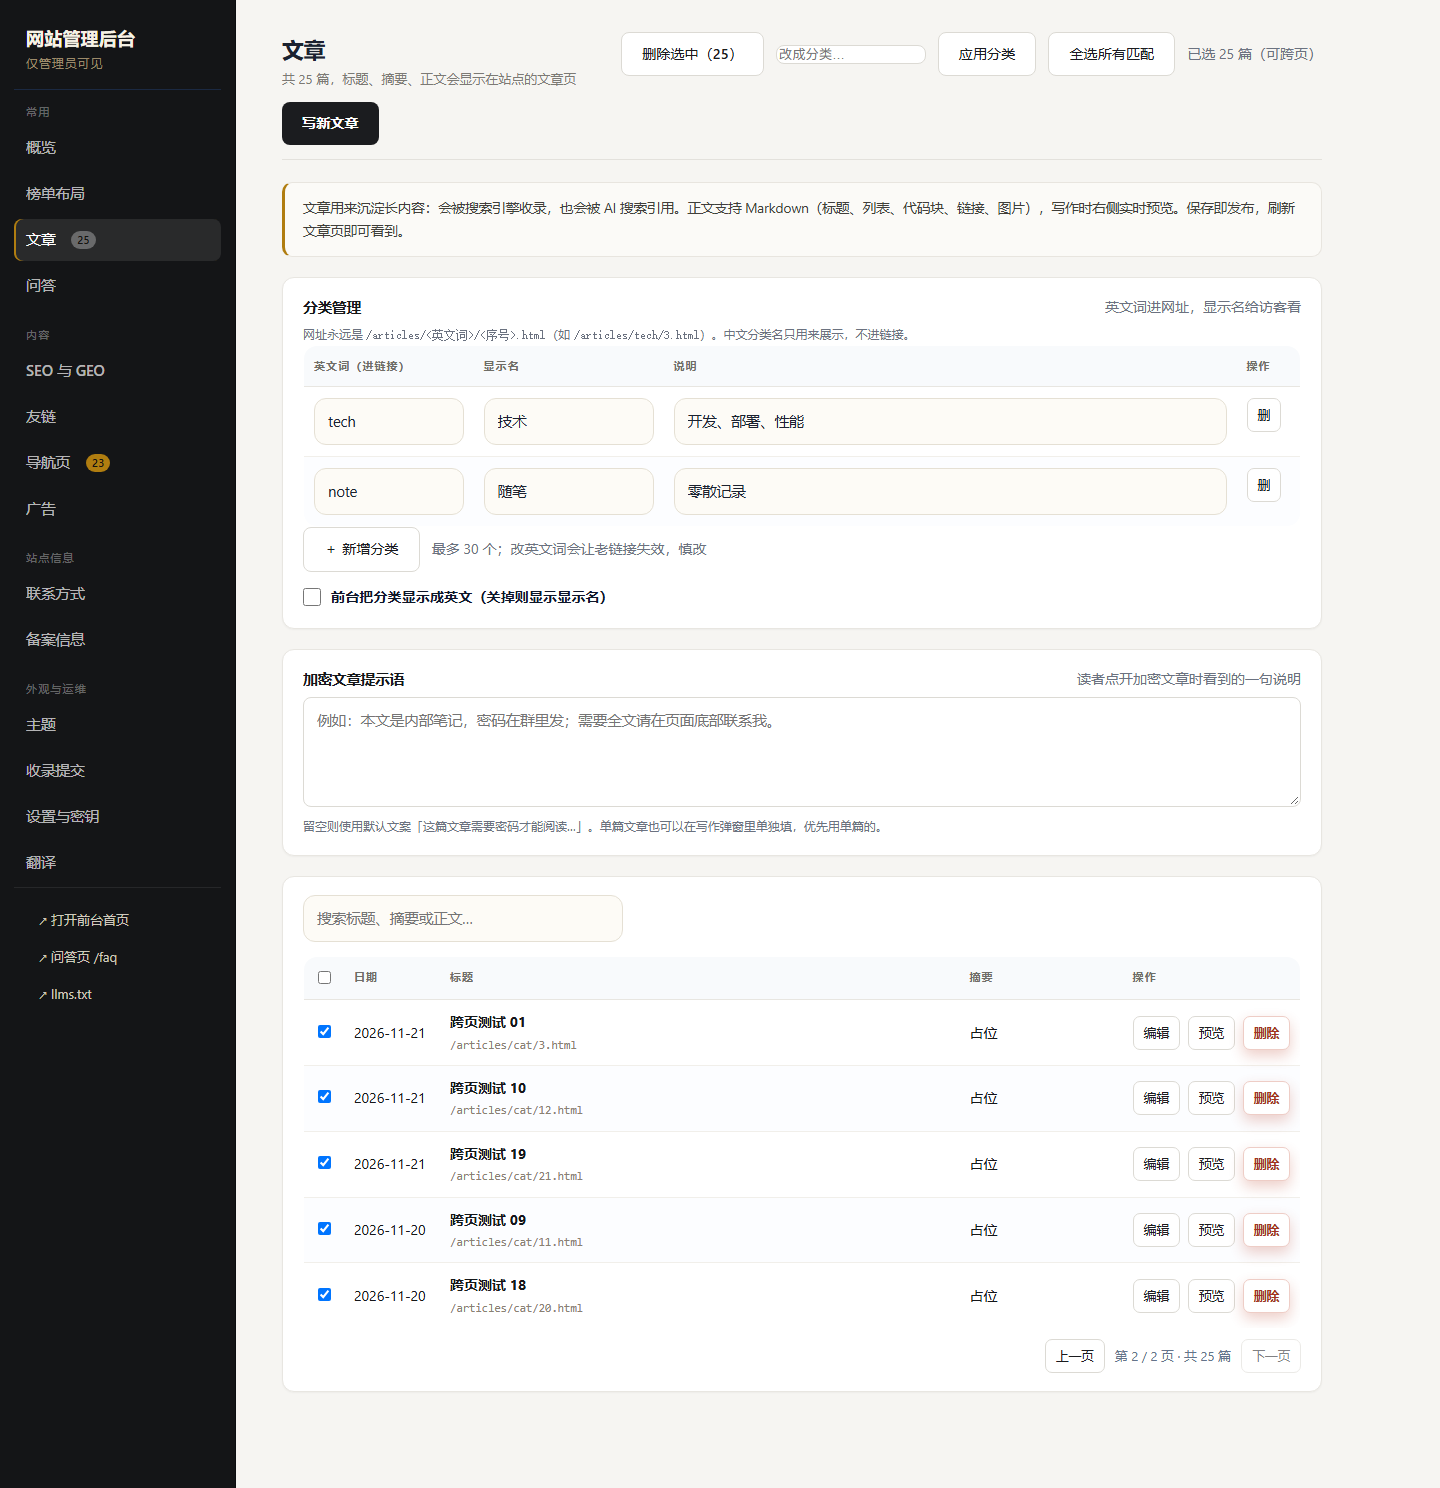 网站管理后台
仅管理员可见
常用
概览
榜单布局
文章 25
问答
内容
SEO 与 GEO
友链
导航页 23
广告
站点信息
联系方式
备案信息
外观与运维
主题
收录提交
设置与密钥
翻译
↗ 打开前台首页
↗ 问答页 /faq
↗ llms.txt
文章
共 25 篇，标题、摘要、正文会显示在站点的文章页
删除选中（25） 改成分类... 应用分类 全选所有匹配 已选 25 篇（可跨页）
写新文章
文章用来沉淀长内容：会被搜索引擎收录，也会被 AI 搜索引用。正文支持 Markdown（标题、列表、代码块、链接、图片），写作时右侧实时预览。保存即发布，刷新
文章页即可看到。
分类管理 英文词进网址，显示名给访客看
网址永远是 /articles/<英文词>/<序号>.html（如 /articles/tech/3.html）。中文分类名只用来展示，不进链接。
英文词（进链接） 显示名 说明 操作
tech 技术 开发、部署、性能 删
note 随笔 零散记录 删
+ 新增分类 最多 30 个；改英文词会让老链接失效，慎改
前台把分类显示成英文（关掉则显示显示名）
加密文章提示语 读者点开加密文章时看到的一句说明
例如：本文是内部笔记，密码在群里发；需要全文请在页面底部联系我。
留空则使用默认文案「这篇文章需要密码才能阅读...」。单篇文章也可以在写作弹窗里单独填，优先用单篇的。
搜索标题、摘要或正文...
日期 标题 摘要 操作
2026-11-21 跨页测试 01 占位 编辑 预览 删除
/articles/cat/3.html
2026-11-21 跨页测试 10 占位 编辑 预览 删除
/articles/cat/12.html
2026-11-21 跨页测试 19 占位 编辑 预览 删除
/articles/cat/21.html
2026-11-20 跨页测试 09 占位 编辑 预览 删除
/articles/cat/11.html
2026-11-20 跨页测试 18 占位 编辑 预览 删除
/articles/cat/20.html
上一页 第 2 / 2 页 · 共 25 篇 下一页